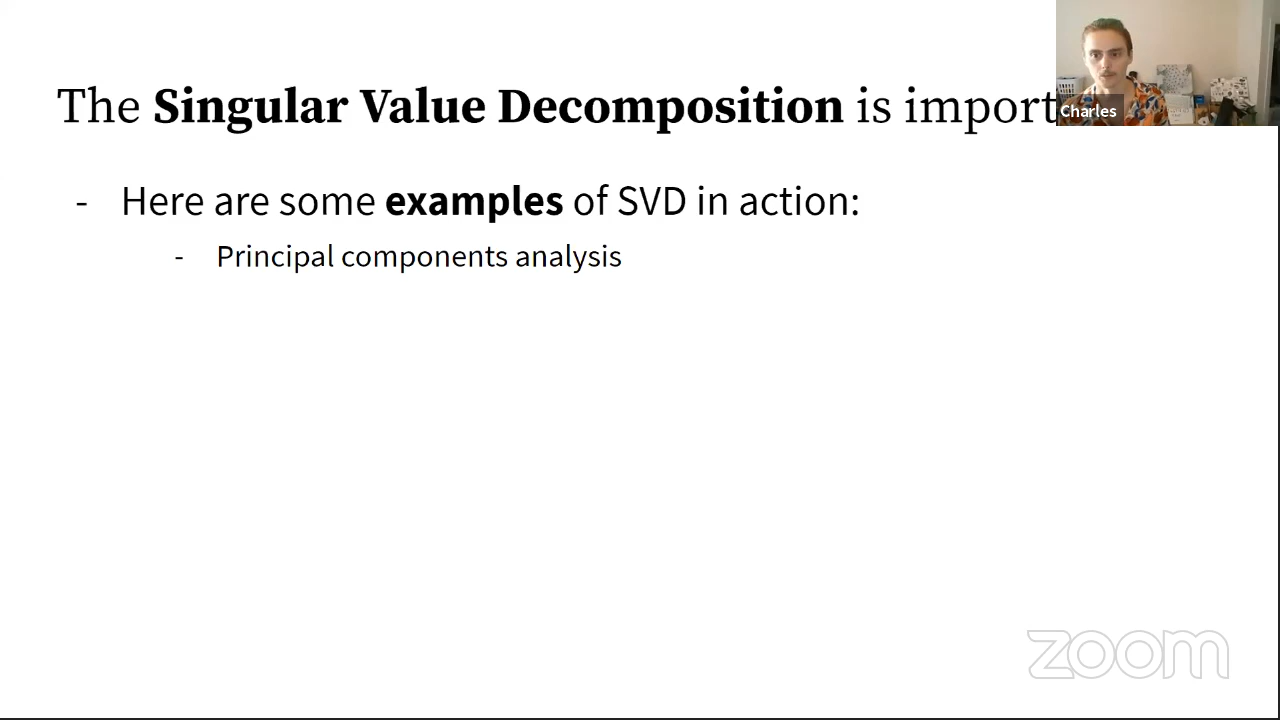 The Singular Value Decomposition is import
Charles
- Here are some examples of SVD in action:
- Principal components analysis
zoom